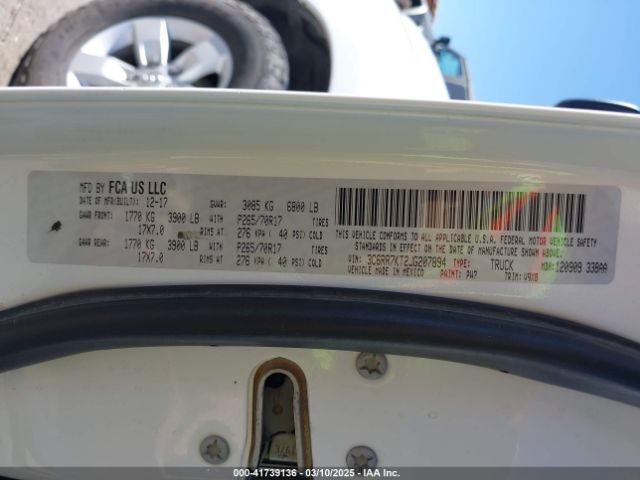 MFD BY FCA US LLC
DATE OF MFR(BUILT): 12-17 GVWR: 3085 KG 6800 LB
GAWR FRONT: 1770 KG 3900 LB WITH P265/70R17 TIRES
17X7.0 RIMS AT 276 KPA ( 40 PSI) COLD
GAWR REAR: 1770 KG 3900 LB WITH P265/70R17 TIRES
17X7.0 RIMS AT 276 KPA ( 40 PSI) COLD
THIS VEHICLE CONFORMS TO ALL APPLICABLE U.S.A. FEDERAL MOTOR VEHICLE SAFETY
STANDARDS IN EFFECT ON THE DATE OF MANUFACTURE SHOWN ABOVE.
VIN: 3C6RR7KT2JG207894 TYPE: TRUCK MDH: 120909 338AA
VEHICLE MADE IN MEXICO PAINT: PW7 TRIM: V9X8
00-41739136 - 03/10/2025 - IAA Inc.